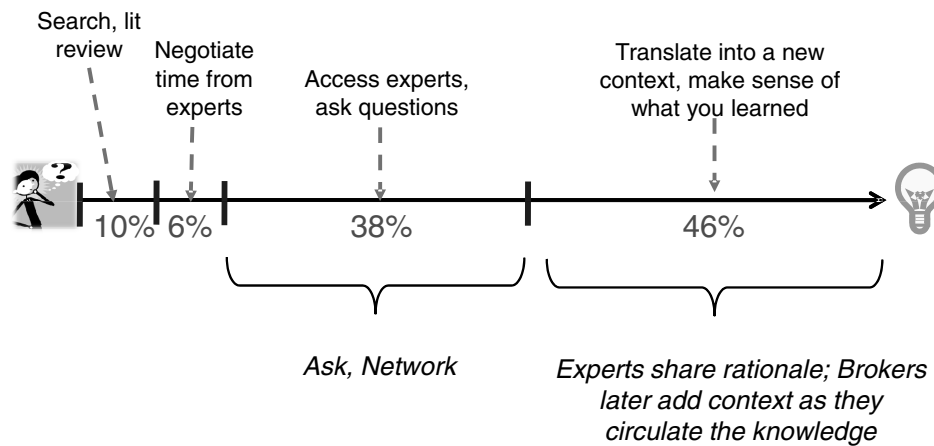 Search, lit
review
Negotiate
time from
experts
Access experts,
ask questions
Translate into a new
context, make sense of
what you learned
?
10%
6%
38%
46%
Ask, Network
Experts share rationale; Brokers
later add context as they
circulate the knowledge